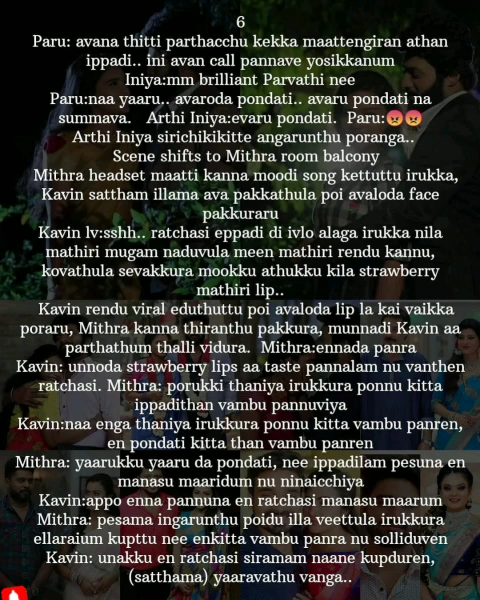 6
Paru: avana thitti parthacchu kekka maattengiran athan
ippadi.. ini avan call pannave yosikkanum
Iniya:mm brilliant Parvathi nee
Paru:naa yaaru.. avaroda pondati.. avaru pondati na
summava. Arthi Iniya:evaru pondati. Paru:😡😡
Arthi Iniya sirichikikitte angarunthu poranga..
Scene shifts to Mithra room balcony
Mithra headset maatti kanna moodi song kettuttu irukka,
Kavin sattham illama ava pakkathula poi avaloda face
pakkuraru
Kavin lv:sshh.. ratchasi eppadi di ivlo alaga irukka nila
mathiri mugam naduvula meen mathiri rendu kannu,
kovathula sevakkura mookku athukku kila strawberry
mathiri lip..
Kavin rendu viral eduthuttu poi avaloda lip la kai vaikka
poraru, Mithra kanna thiranthu pakkura, munnadi Kavin aa
parthathum thalli vidura. Mithra:ennada panra
Kavin: unnoda strawberry lips aa taste pannalam nu vanthen
ratchasi. Mithra: porukki thaniya irukkura ponnu kitta
ippadithan vambu pannuviya
Kavin:naa enga thaniya irukkura ponnu kitta vambu panren,
en pondati kitta than vambu panren
Mithra: yaarukku yaaru da pondati, nee ippadilam pesuna en
manasu maaridum nu ninaicchiya
Kavin:appo enna pannuna en ratchasi manasu maarum
Mithra: pesama ingarunthu poidu illa veettula irukkura
ellaraium kupttu nee enkitta vambu panra nu solliduven
Kavin: unakku en ratchasi siramam naane kupduren,
(satthama) yaaravathu vanga..